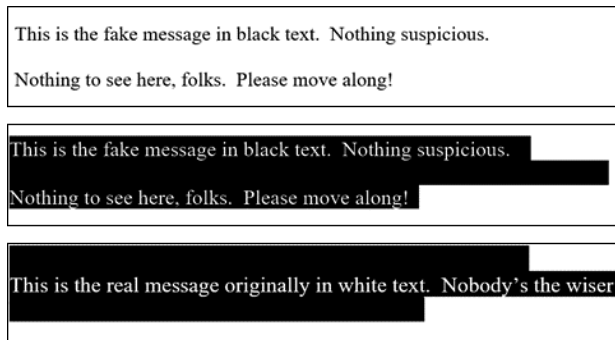 This is the fake message in black text.  Nothing suspicious.
Nothing to see here, folks.  Please move along!
This is the fake message in black text.  Nothing suspicious.
Nothing to see here, folks.  Please move along!
This is the real message originally in white text.  Nobody’s the wiser